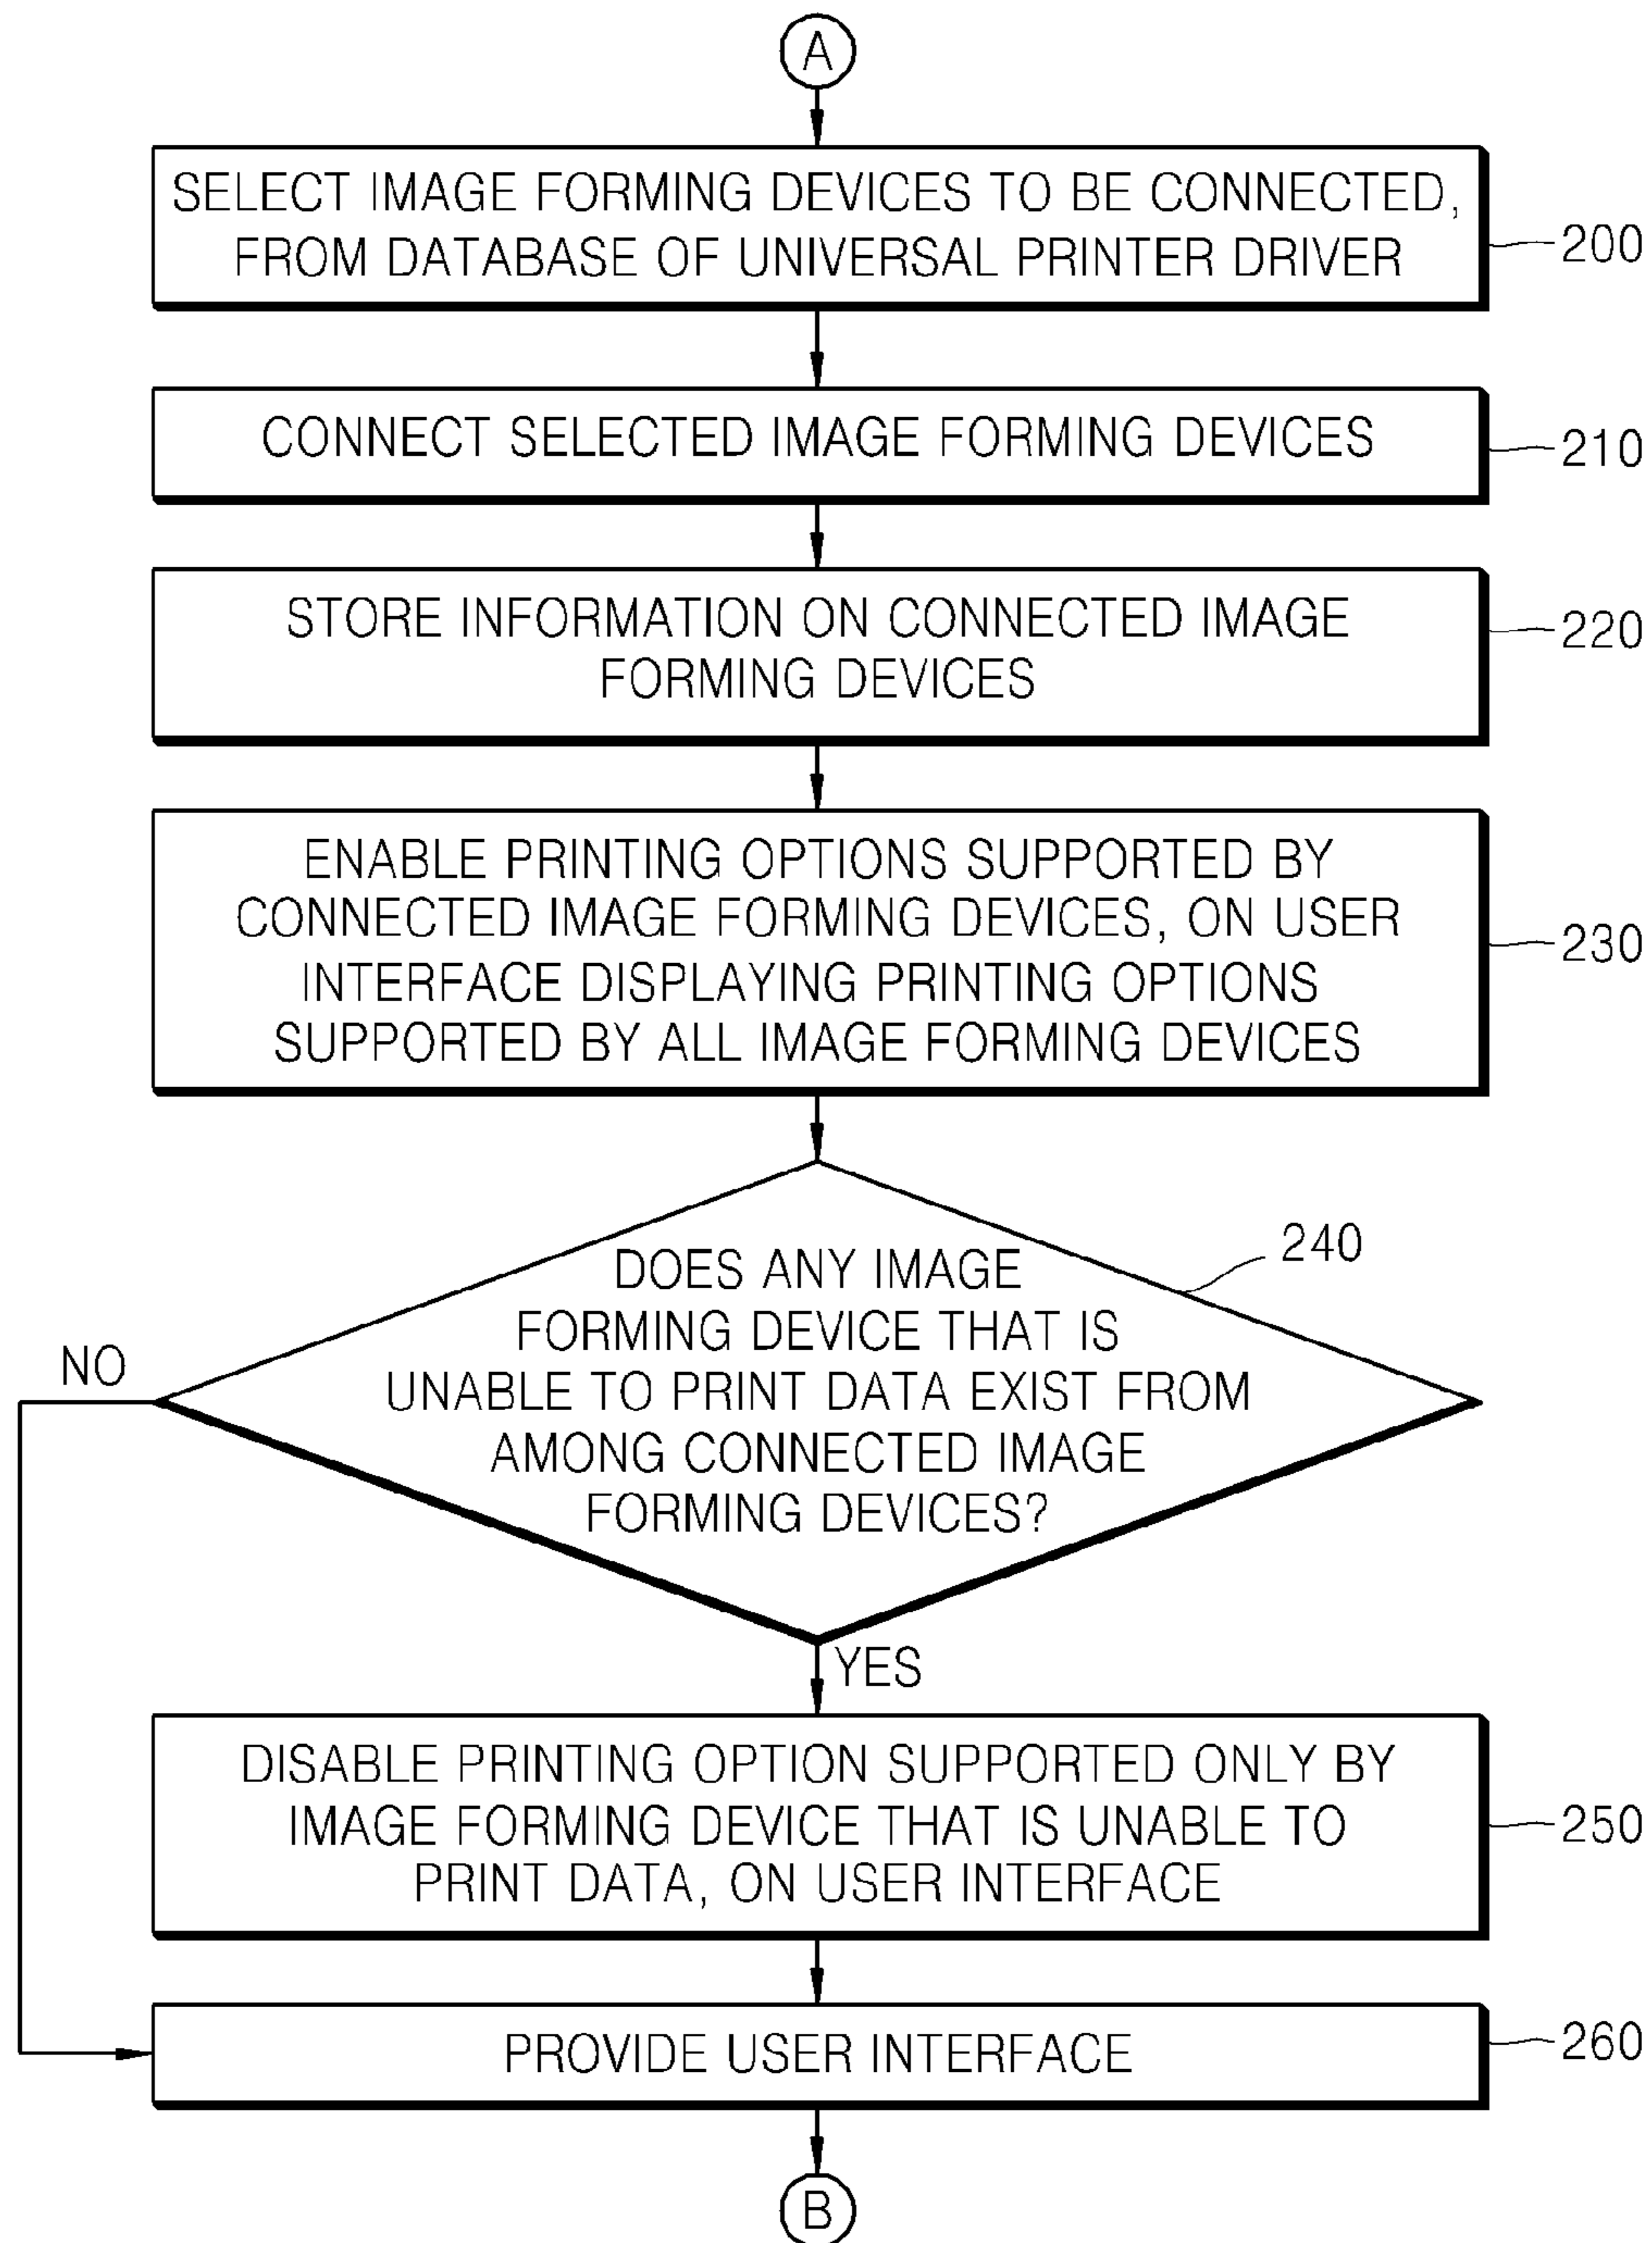 A
SELECT IMAGE FORMING DEVICES TO BE CONNECTED,
FROM DATABASE OF UNIVERSAL PRINTER DRIVER
200
CONNECT SELECTED IMAGE FORMING DEVICES
210
STORE INFORMATION ON CONNECTED IMAGE
FORMING DEVICES
220
ENABLE PRINTING OPTIONS SUPPORTED BY
CONNECTED IMAGE FORMING DEVICES, ON USER
INTERFACE DISPLAYING PRINTING OPTIONS
SUPPORTED BY ALL IMAGE FORMING DEVICES
230
DOES ANY IMAGE
FORMING DEVICE THAT IS
UNABLE TO PRINT DATA EXIST FROM
AMONG CONNECTED IMAGE
FORMING DEVICES?
240
NO
YES
DISABLE PRINTING OPTION SUPPORTED ONLY BY
IMAGE FORMING DEVICE THAT IS UNABLE TO
PRINT DATA, ON USER INTERFACE
250
PROVIDE USER INTERFACE
260
B